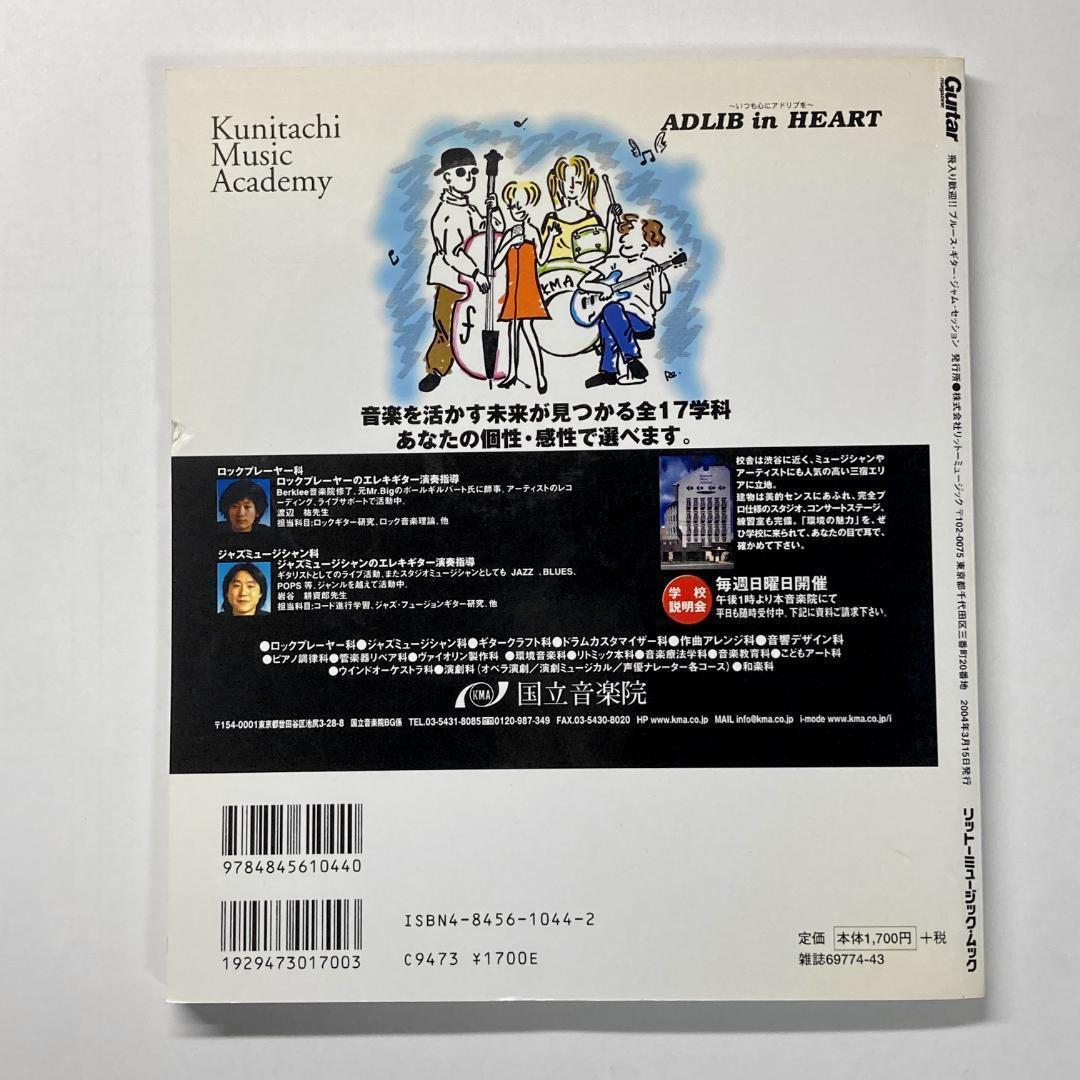 Kunitachi
Music
Academy
～いつも心にアドリブを～
ADLIB in HEART
KMA
音楽を活かす未来が見つかる全17学科
あなたの個性・感性で選べます。
ロックプレーヤー科
ロックプレーヤーのエレキギター演奏指導
Berklee音楽院修了、元Mr.Bigのポールギルバート氏に師事、アーティストのレコ
ーディング、ライブサポートで活動中。
渡辺 祐先生
担当科目:ロックギター研究、ロック音楽理論、他
ジャズミュージシャン科
ジャズミュージシャンのエレキギター演奏指導
ギタリストとしてのライブ活動、またスタジオミュージシャンとしても JAZZ 、BLUES、
POPS 等、ジャンルを越えて活動中。
岩谷 耕資郎先生
担当科目:コード進行学習、ジャズ・フュージョンギター研究、他
校舎は渋谷に近く、ミュージシャンや
アーティストにも人気の高い三宿エリ
アに立地。
建物は美的センスにあふれ、完全プ
ロ仕様のスタジオ、コンサートステージ、
練習室も完備。「環境の魅力」を、ぜ
ひ学校に来られて、あなたの目で耳で、
確かめて下さい。
学校
説明会
毎週日曜日開催
午後1時より本音楽院にて
平日も随時受付中、下記に資料ご請求下さい。
●ロックプレーヤー科●ジャズミュージシャン科●ギタークラフト科●ドラムカスタマイザー科●作曲アレンジ科●音響デザイン科
●ピアノ調律科●管楽器リペア科●ヴァイオリン製作科 ●環境音楽科●リトミック本科●音楽療法学科●音楽教育科●こどもアート科
●ウインドオーケストラ科●演劇科（オペラ演劇／演劇ミュージカル／声優ナレーター各コース）●和楽科
KMA 国立音楽院
〒154-0001東京都世田谷区池尻3-28-8 国立音楽院BG係 TEL.03-5431-8085 0120-987-349 FAX.03-5430-8020 HP www.kma.co.jp MAIL info@kma.co.jp i-mode www.kma.co.jp/i
9784845610440
1929473017003
ISBN4-8456-1044-2
C9473 ¥1700E
定価 本体1,700円 +税
雑誌69774-43
Guitar
magazine
飛入り歓迎!! ブルース・ギター・ジャム・セッション 発行所●株式会社リットーミュージック 〒102-0075 東京都千代田区三番町20番地 2004年3月15日発行
リットーミュージック・ムック